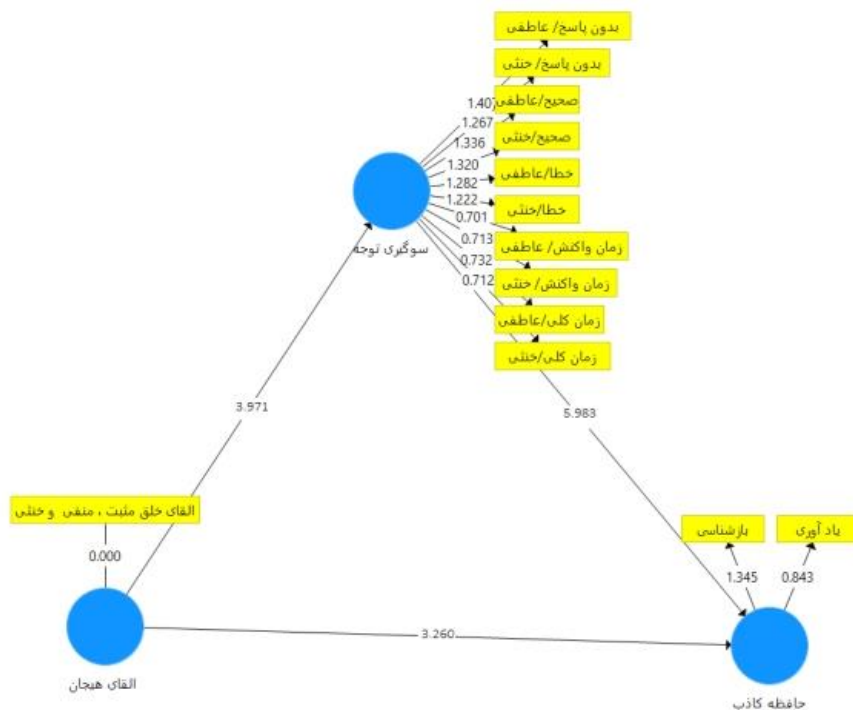 بدون پاسخ/ عاطفی
بدون پاسخ/ خنثی
صحیح/عاطفی
صحیح/خنثی
خطا/عاطفی
خطا/خنثی
زمان واکنش/ عاطفی
زمان واکنش/ خنثی
زمان کلی/عاطفی
زمان کلی/خنثی
1.407
1.267
1.336
1.320
1.282
1.222
0.701
0.713
0.732
0.712
سوگیری توجه
3.971
5.983
القای خلق مثبت ، منفی و خنثی
0.000
بازشناسی
یاد آوری
1.345
0.843
3.260
القای هیجان
حافظه کاذب